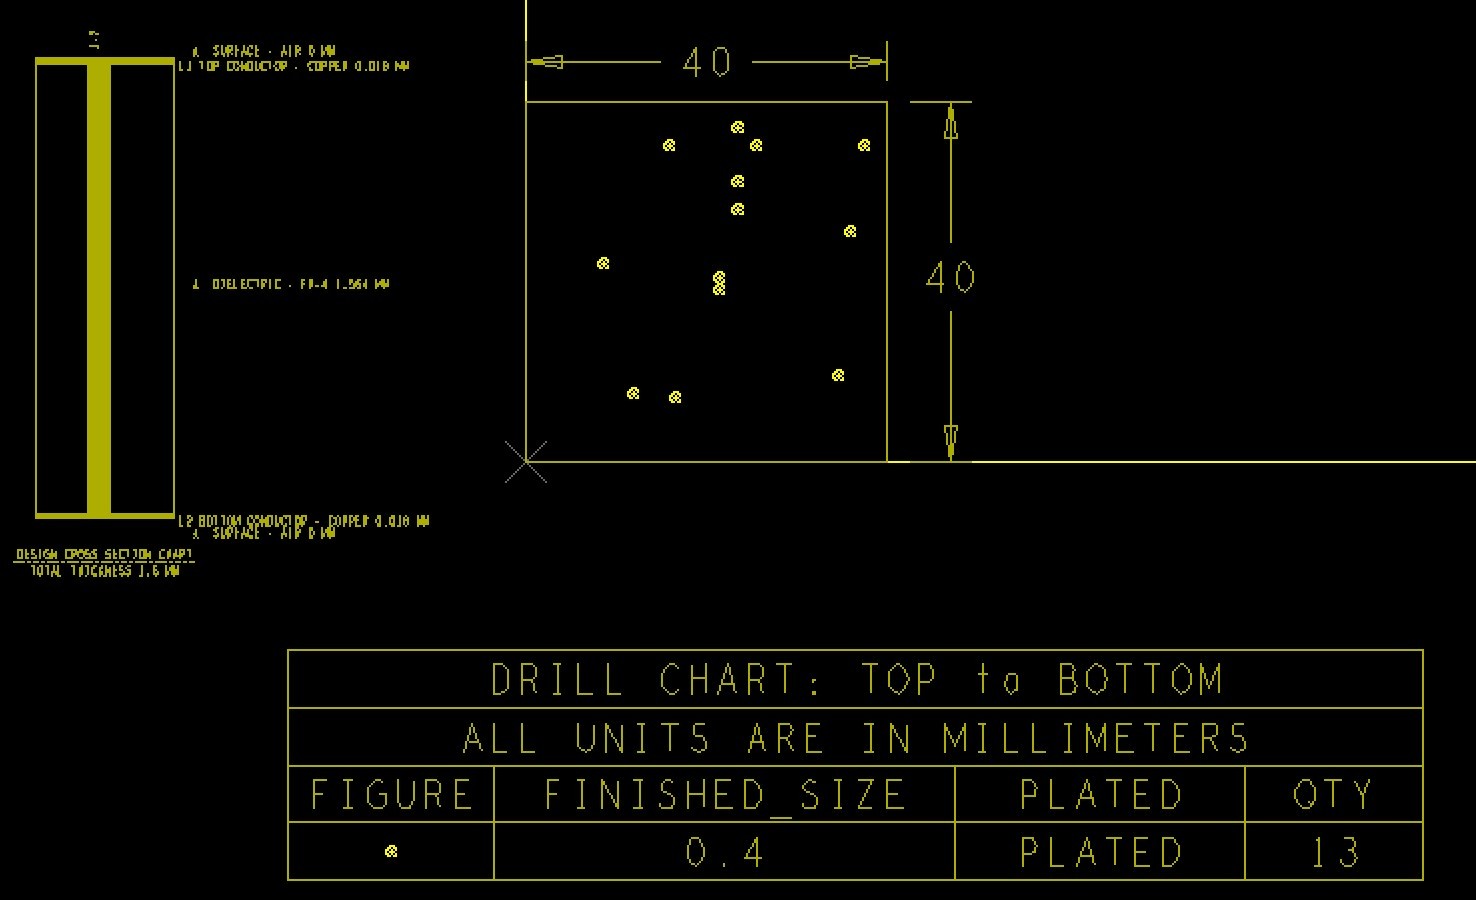 SURFACE - AIR 0 MM
L1 TOP CONDUCTOR - COPPER 0.018 MM
40
DIELECTRIC - FR-4 1.564 MM
40
L2 BOTTOM CONDUCTOR - COPPER 0.018 MM
SURFACE - AIR 0 MM
DESIGN CROSS SECTION CHART
TOTAL THICKNESS 1.6 MM
DRILL CHART: TOP to BOTTOM
ALL UNITS ARE IN MILLIMETERS
FIGURE FINISHED_SIZE PLATED QTY
0.4 PLATED 13